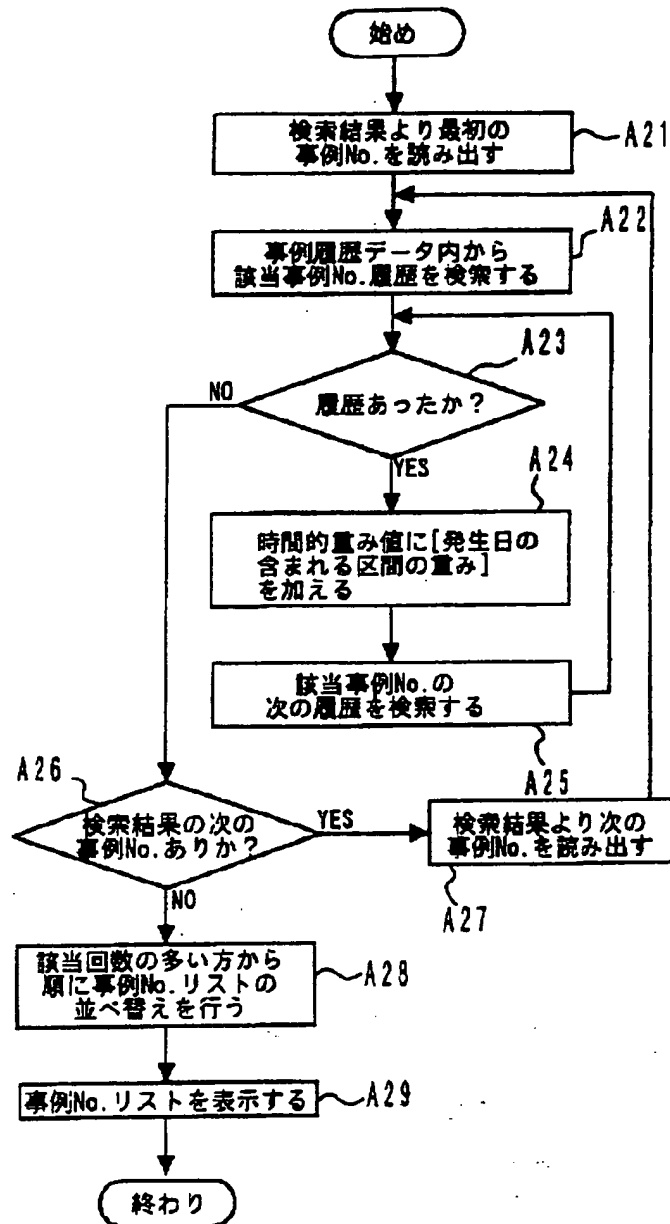 始め
検索結果より最初の
事例No.を読み出す
A21
事例履歴データ内から
該当事例No.履歴を検索する
A22
履歴あったか?
A23
NO
YES
時間的重み値に[発生日の
含まれる区間の重み]
を加える
A24
該当事例No.の
次の履歴を検索する
A25
検索結果の次の
事例No.ありか?
A26
YES
NO
検索結果より次の
事例No.を読み出す
A27
該当回数の多い方から
順に事例No.リストの
並べ替えを行う
A28
事例No.リストを表示する
A29
終わり